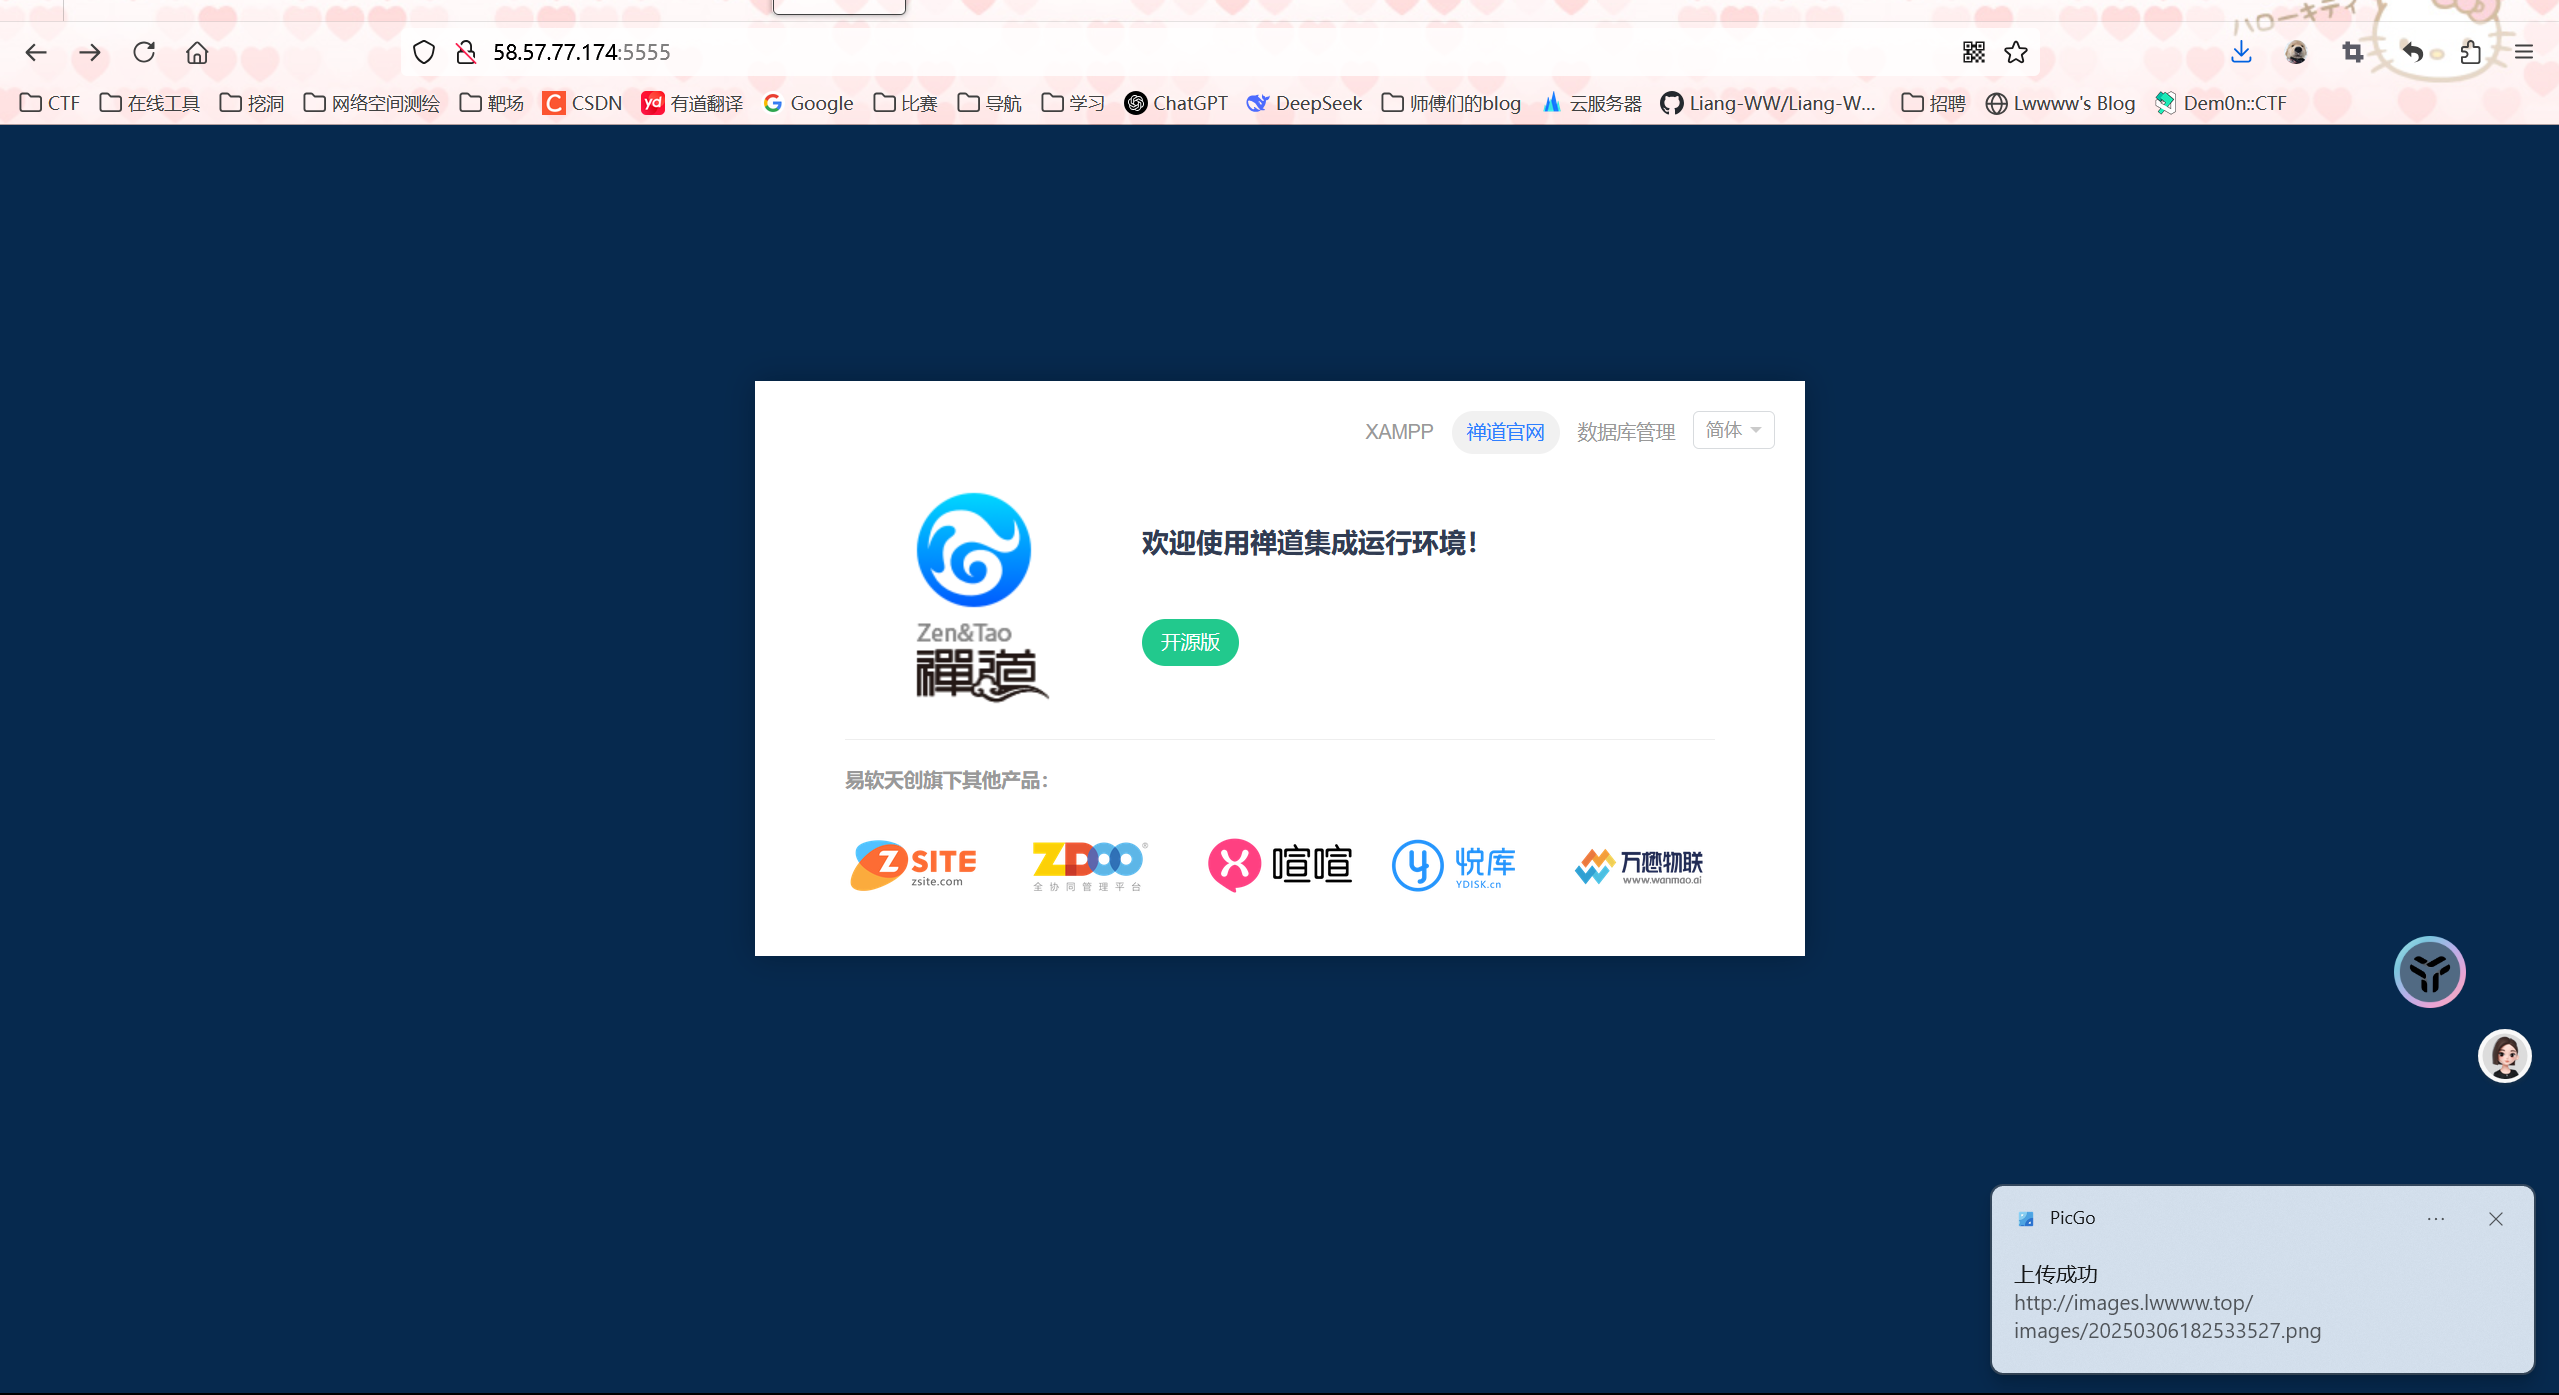 ハローキティ
58.57.77.174:5555
CTF 在线工具 挖洞 网络空间测绘 靶场 CSDN 有道翻译 Google 比赛 导航 学习 ChatGPT DeepSeek 师傅们的blog 云服务器 Liang-WW/Liang-W... 招聘 Lwwww's Blog Dem0n::CTF
XAMPP 禅道官网 数据库管理 简体
欢迎使用禅道集成运行环境！
开源版
Zen&Tao
禪道
易软天创旗下其他产品：
Z SITE
zsite.com
ZDOO
全协同管理平台
喧喧
悦库
YDISK.cn
万懋物联
www.wanmao.ai
PicGo
上传成功
http://images.lwwww.top/
images/20250306182533527.png